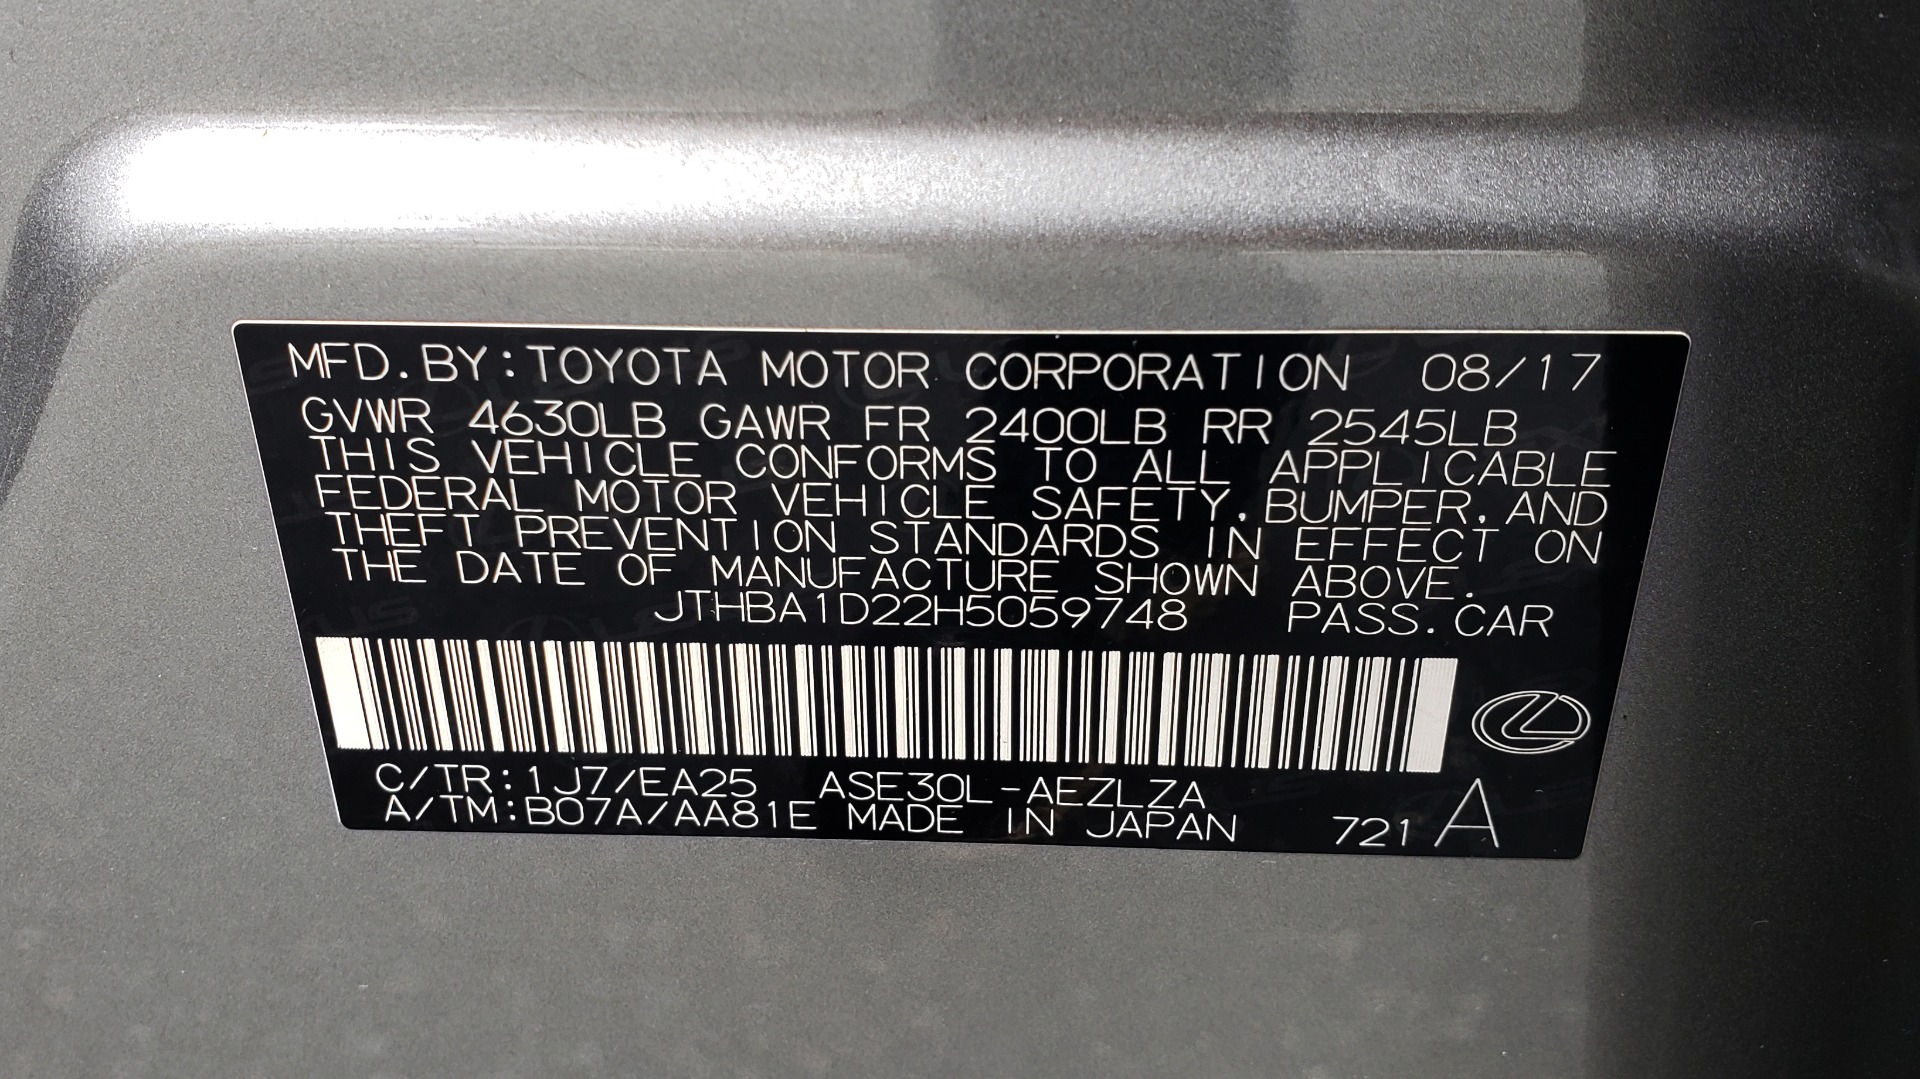 MFD. BY: TOYOTA MOTOR CORPORATION 08/17
GVWR 4630LB GAWR FR 2400LB RR 2545LB
THIS VEHICLE CONFORMS TO ALL APPLICABLE
FEDERAL MOTOR VEHICLE SAFETY, BUMPER, AND
THEFT PREVENTION STANDARDS IN EFFECT ON
THE DATE OF MANUFACTURE SHOWN ABOVE.
JTHBA1D22H5059748 PASS. CAR
C/TR: 1J7/EA25 ASE30L-AEZLZA
A/TM: B07A/AA81E MADE IN JAPAN 721 A